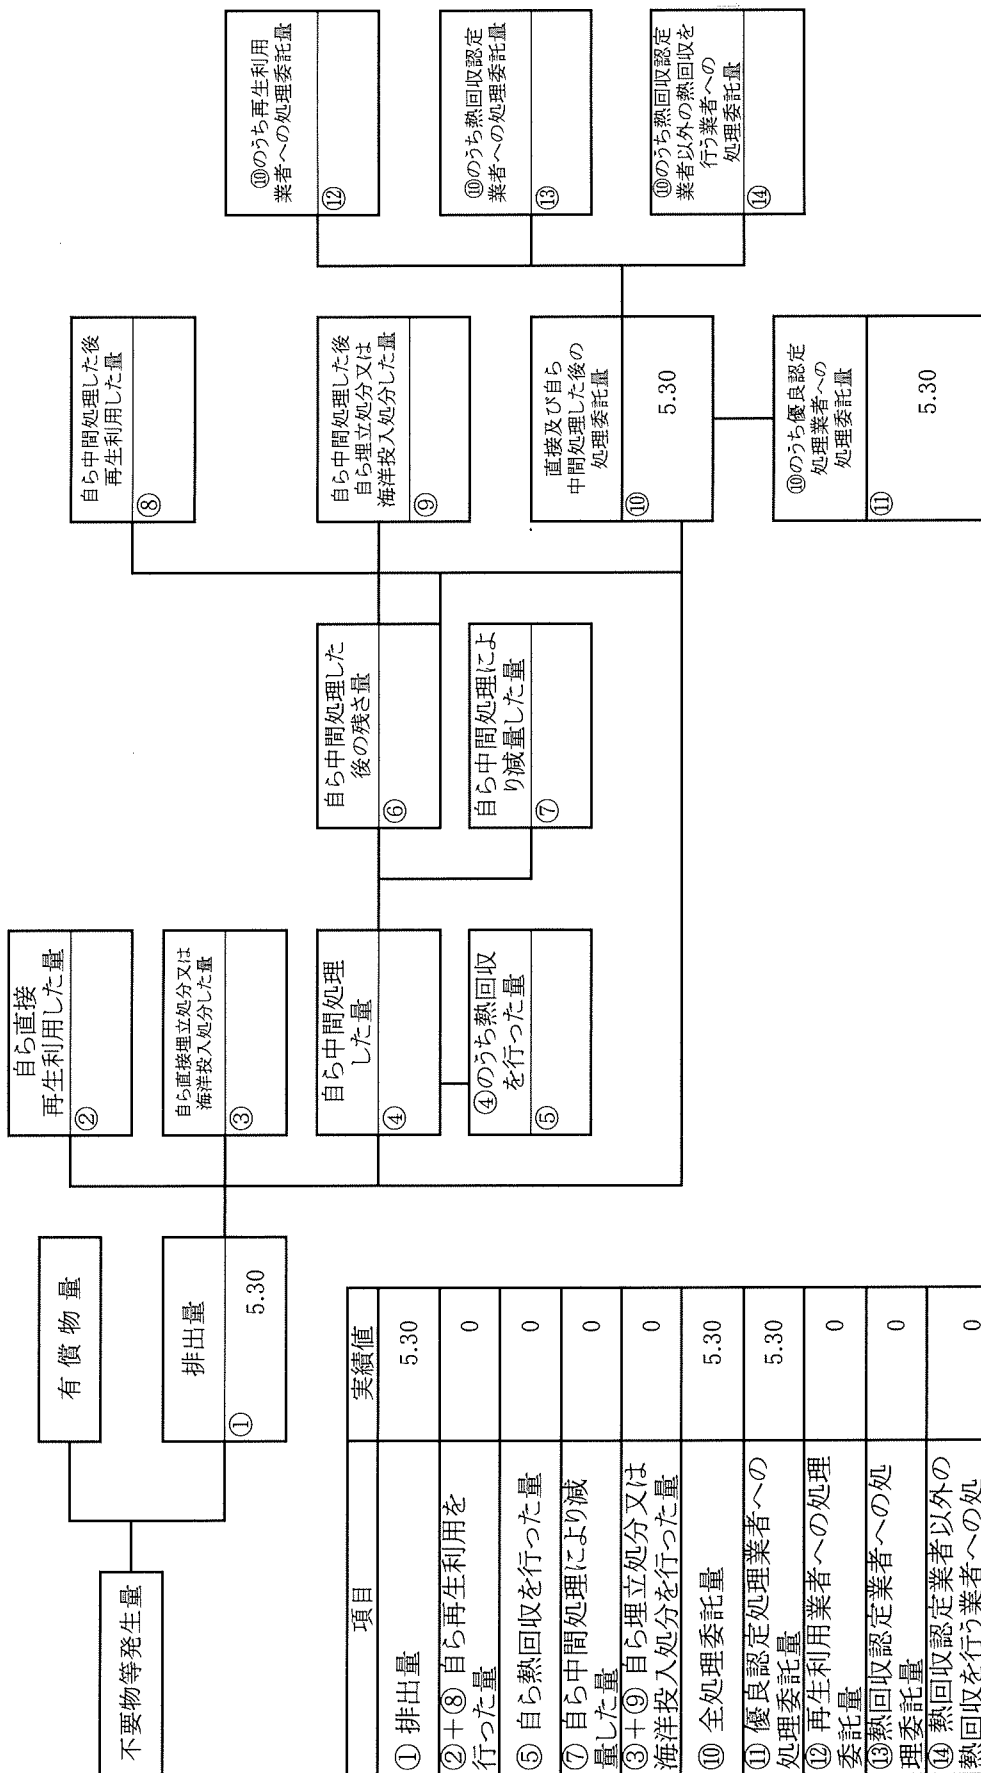 不要物等発生量
有償物量
排出量
①
5.30
自ら直接
再生利用した量
②
自ら直接埋立処分又は
海洋投入処分した量
③
自ら中間処理
した量
④
④のうち熱回収
を行った量
⑤
自ら中間処理した
後の残さ量
⑥
自ら中間処理によ
り減量した量
⑦
自ら中間処理した後
再生利用した量
⑧
自ら中間処理した後
自ら埋立処分又は
海洋投入処分した量
⑨
直接及び自ら
中間処理した後の
処理委託量
⑩
5.30
⑩のうち優良認定
処理業者への
処理委託量
⑪
5.30
⑩のうち再生利用
業者への処理委託量
⑫
⑩のうち熱回収認定
業者への処理委託量
⑬
⑩のうち熱回収認定
業者以外の熱回収を
行う業者への
処理委託量
⑭
項目 実績値
①排出量 5.30
②+⑧ 自ら再生利用を
行った量 0
⑤ 自ら熱回収を行った量 0
⑦ 自ら中間処理により減
量した量 0
③+⑨ 自ら埋立処分又は
海洋投入処分を行った量 0
⑩ 全処理委託量 5.30
⑪ 優良認定処理業者への
処理委託量 5.30
⑫ 再生利用業者への処理
委託量 0
⑬熱回収認定業者への処
理委託量 0
⑭ 熱回収認定業者以外の
熱回収を行う業者への処 0